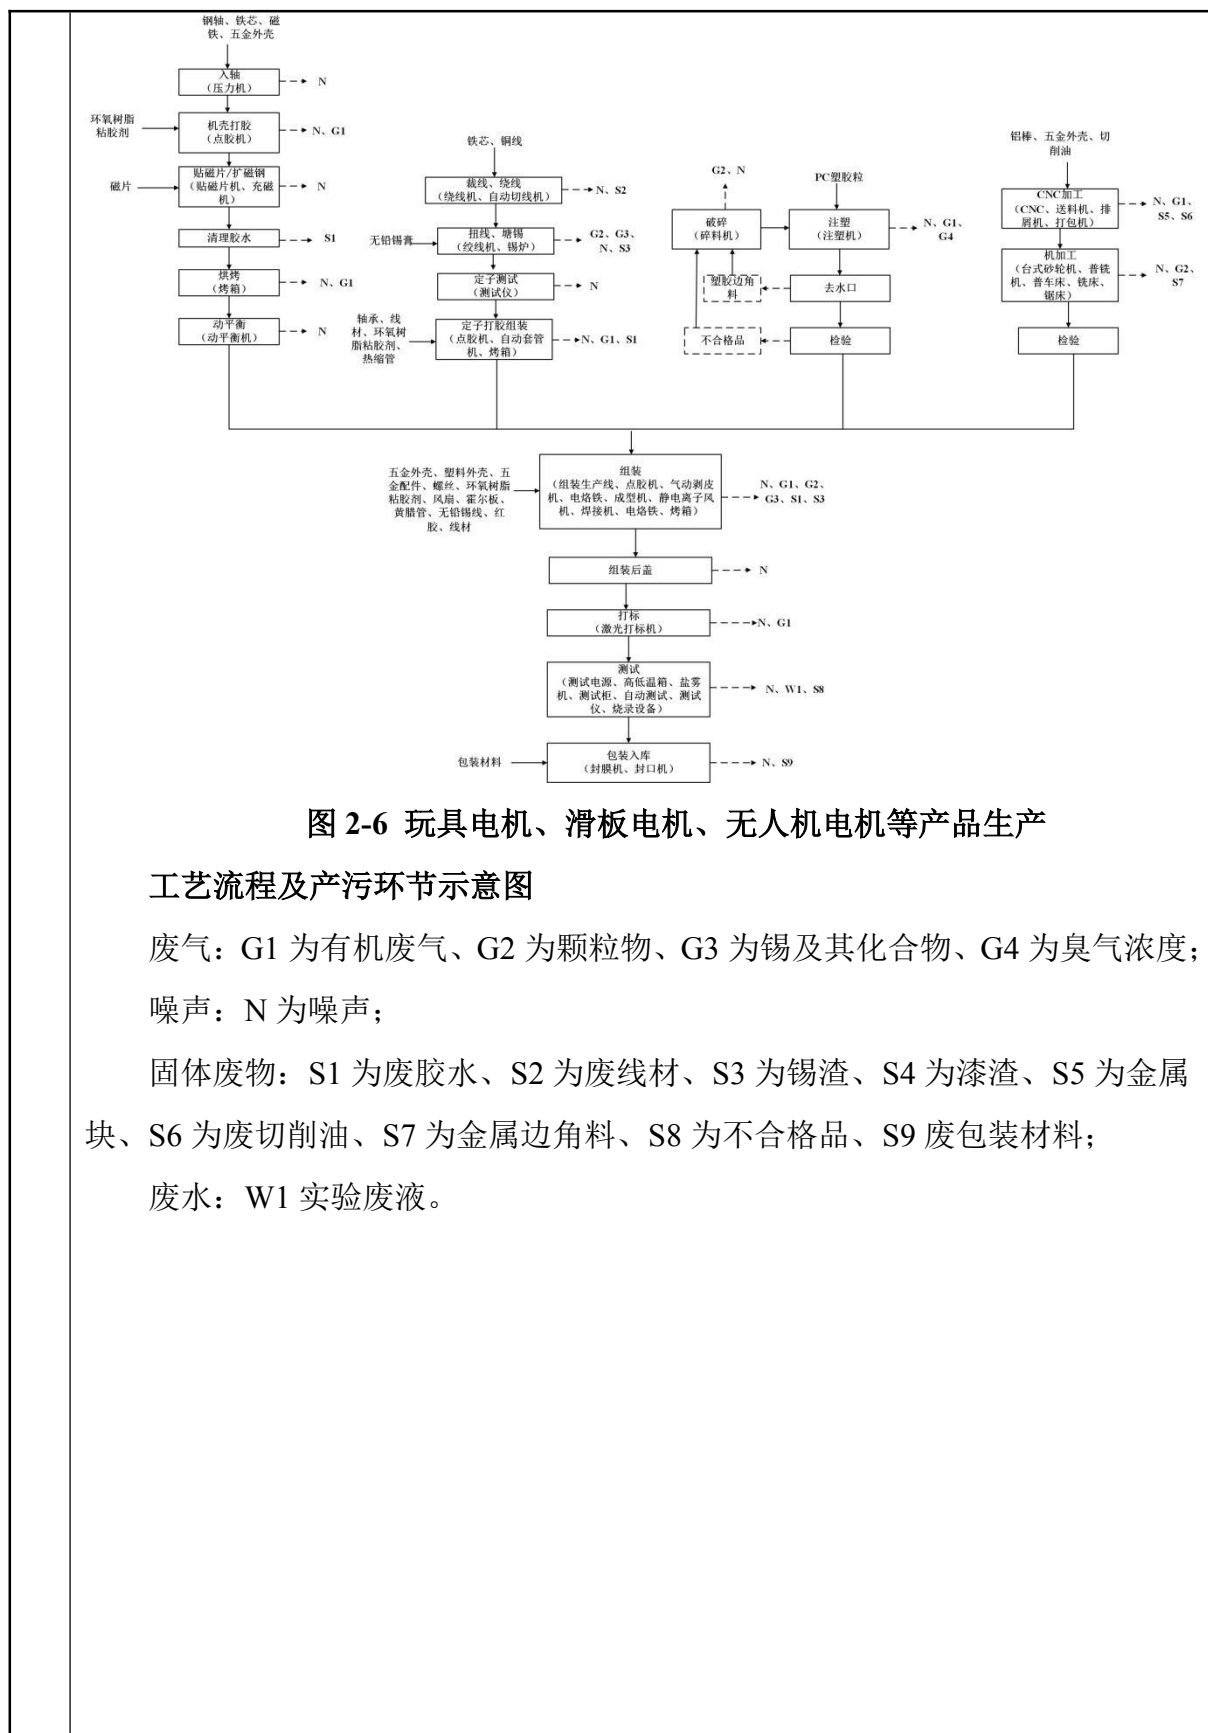 钢轴、铁芯、磁
铁、五金外壳
入轴
（压力机）
N
环氧树脂
粘胶剂
机壳打胶
（点胶机）
N、G1
磁片
贴磁片/扩磁钢
（贴磁片机、充磁
机）
N
清理胶水
S1
烘烤
（烤箱）
N、G1
动平衡
（动平衡机）
N
铁芯、铜线
裁线、绕线
（绕线机、自动切线机）
N、S2
无铅锡膏
扭线、塘锡
（绞线机、锡炉）
G2、G3、
N、S3
定子测试
（测试仪）
N
轴承、线
材、环氧树
脂粘胶剂、
热缩管
定子打胶组装
（点胶机、自动套管
机、烤箱）
N、G1、S1
G2、N
PC塑胶粒
破碎
（碎料机）
注塑
（注塑机）
N、G1、
G4
塑胶边角
料
去水口
不合格品
检验
铝棒、五金外壳、切
削油
CNC加工
（CNC、送料机、排
屑机、打包机）
N、G1、
S5、S6
机加工
（台式砂轮机、普铣
机、普车床、铣床、
锯床）
N、G2、
S7
检验
五金外壳、塑料外壳、五
金配件、螺丝、环氧树脂
粘胶剂、风扇、霍尔板、
黄腊管、无铅锡线、红
胶、线材
组装
（组装生产线、点胶机、气动剥皮
机、电烙铁、成型机、静电离子风
机、焊接机、电烙铁、烤箱）
N、G1、G2、
G3、S1、S3
组装后盖
N
打标
（激光打标机）
N、G1
测试
（测试电源、高低温箱、盐雾
机、测试柜、自动测试、测试
仪、烧录设备）
N、W1、S8
包装材料
包装入库
（封膜机、封口机）
N、S9
图 2-6 玩具电机、滑板电机、无人机电机等产品生产
工艺流程及产污环节示意图
废气：G1 为有机废气、G2 为颗粒物、G3 为锡及其化合物、G4 为臭气浓度；
噪声：N 为噪声；
固体废物：S1 为废胶水、S2 为废线材、S3 为锡渣、S4 为漆渣、S5 为金属
块、S6 为废切削油、S7 为金属边角料、S8 为不合格品、S9 废包装材料；
废水：W1 实验废液。